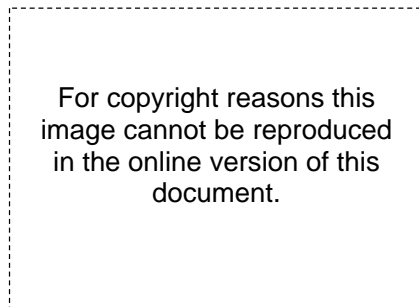 For copyright reasons this
image cannot be reproduced
in the online version of this
document.